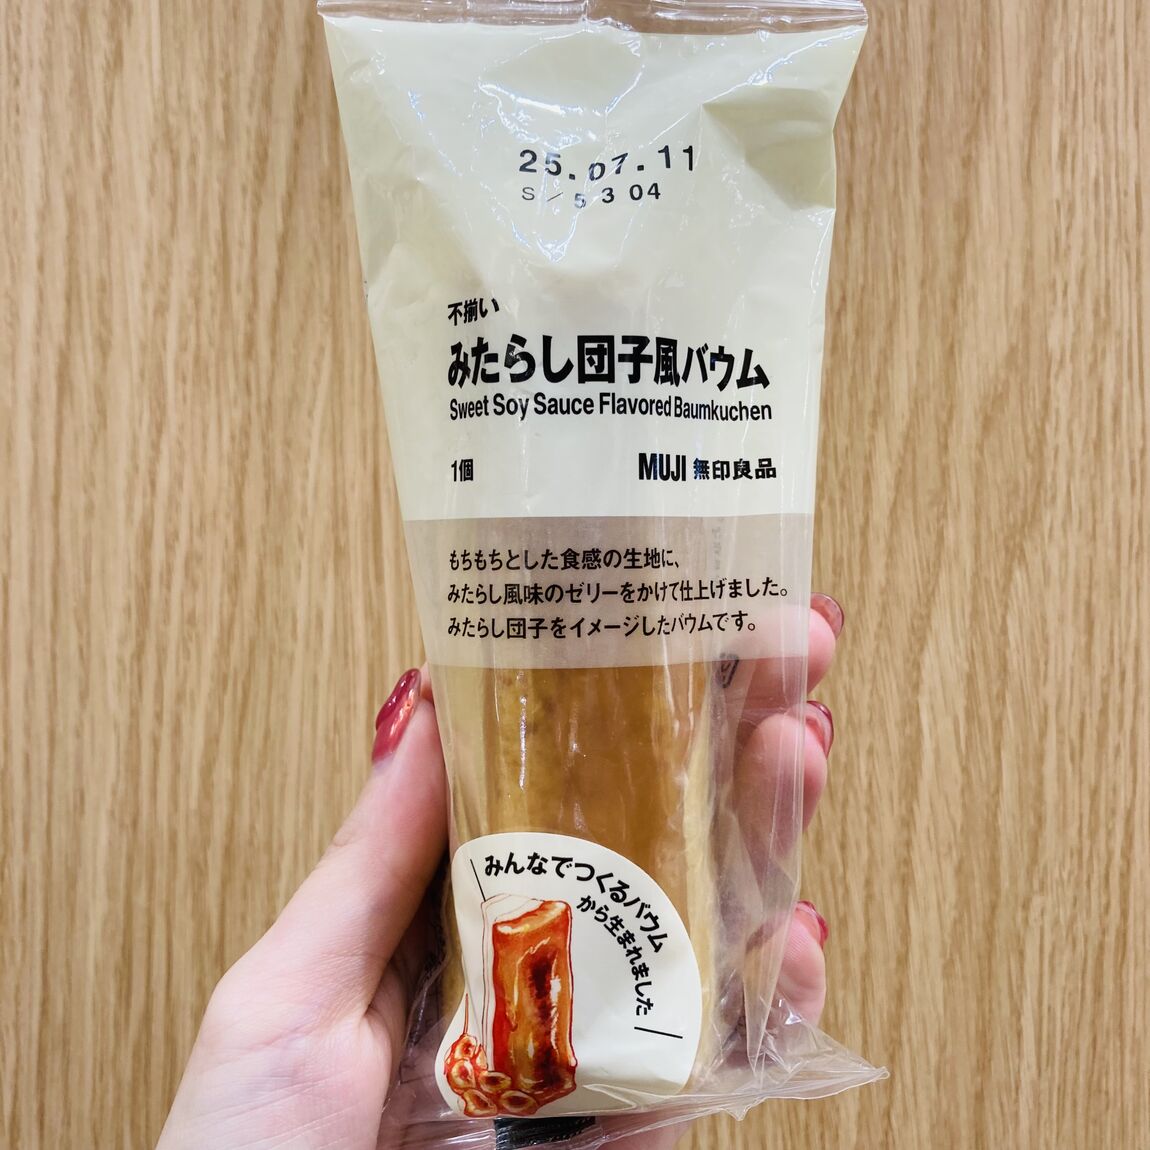 25.07.11
S/5304
不揃い
みたらし団子風バウム
Sweet Soy Sauce Flavored Baumkuchen
1個
MUJI 無印良品
もちもちとした食感の生地に、
みたらし風味のゼリーをかけて仕上げました。
みたらし団子をイメージしたバウムです。
みんなでつくるバウム
から生まれました